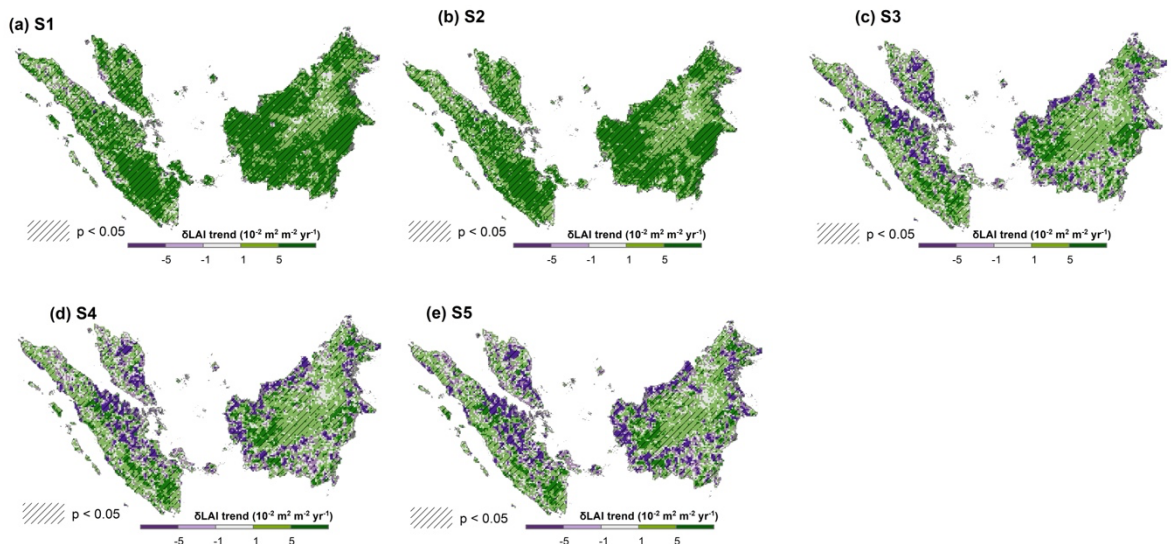 (a) S1
(b) S2
(c) S3
p < 0.05
δLAI trend (10⁻² m² m⁻² yr⁻¹)
-5 -1 1 5
p < 0.05
δLAI trend (10⁻² m² m⁻² yr⁻¹)
-5 -1 1 5
p < 0.05
δLAI trend (10⁻² m² m⁻² yr⁻¹)
-5 -1 1 5
(d) S4
(e) S5
p < 0.05
δLAI trend (10⁻² m² m⁻² yr⁻¹)
-5 -1 1 5
p < 0.05
δLAI trend (10⁻² m² m⁻² yr⁻¹)
-5 -1 1 5